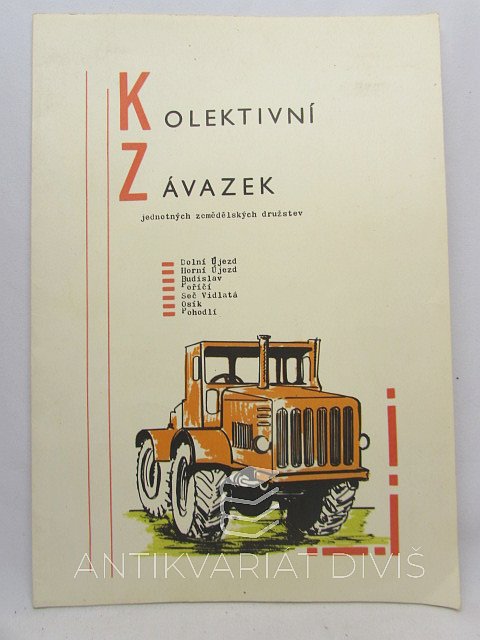 KOLEKTIVNÍ
ZÁVAZEK
jednotných zemědělských družstev
Dolní Újezd
Horní Újezd
Budislav
Poříčí
Seč Vidlatá
Osík
Pohodlí
ANTIKVARIÁT DIVIŠ